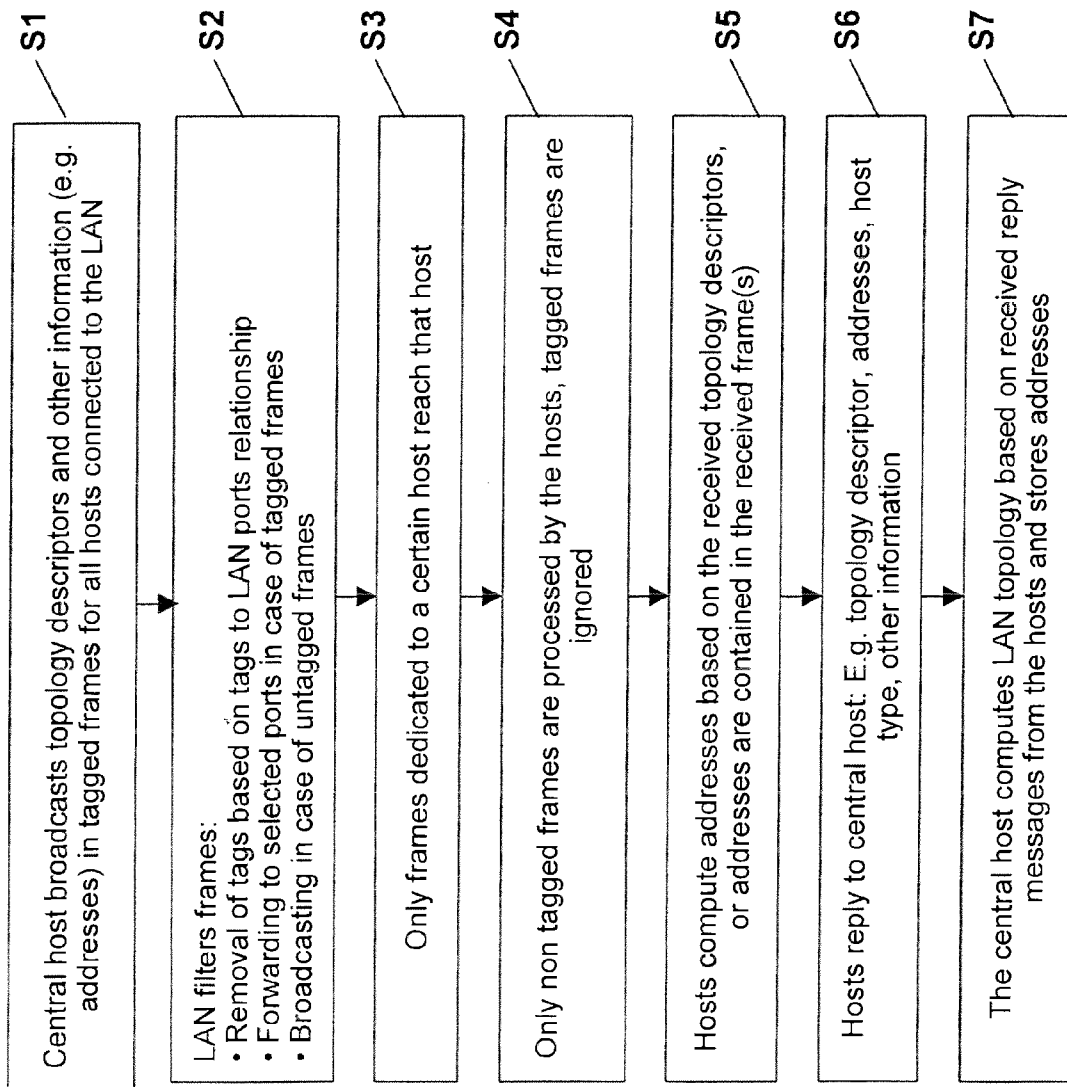 Central host broadcasts topology descriptors and other information (e.g.
addresses) in tagged frames for all hosts connected to the LAN
S1
LAN filters frames:
• Removal of tags based on tags to LAN ports relationship
• Forwarding to selected ports in case of tagged frames
• Broadcasting in case of untagged frames
S2
Only frames dedicated to a certain host reach that host
S3
Only non tagged frames are processed by the hosts, tagged frames are
ignored
S4
Hosts compute addresses based on the received topology descriptors,
or addresses are contained in the received frame(s)
S5
Hosts reply to central host: E.g. topology descriptor, addresses, host
type, other information
S6
The central host computes LAN topology based on received reply
messages from the hosts and stores addresses
S7